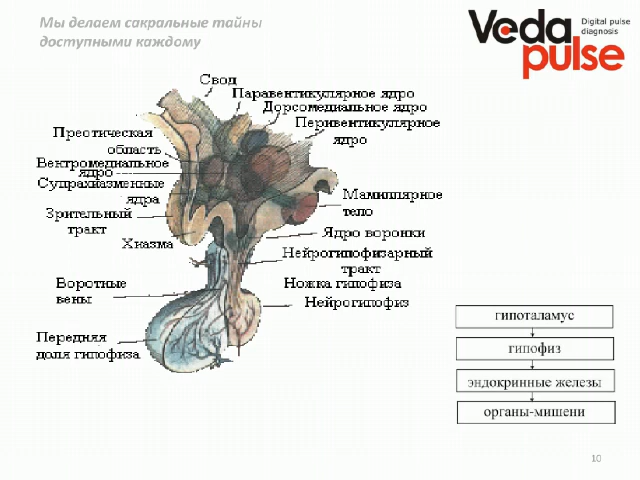 Мы делаем сакральные тайны
доступными каждому
Veda
pulse
Digital pulse
diagnosis
Свод
Паравентикулярное ядро
Дорсомедиальное ядро
Перивентикулярное
ядро
Преотическая
область
Вентромедиальное
ядро
Супрахиазменные
ядра
Зрительный
тракт
Хиазма
Мамиллярное
тело
Ядро воронки
Нейрогипофизарный
тракт
Воротные
вены
Ножка гипофиза
Нейрогипофиз
Передняя
доля гипофиза
гипоталамус
гипофиз
эндокринные железы
органы-мишени
10